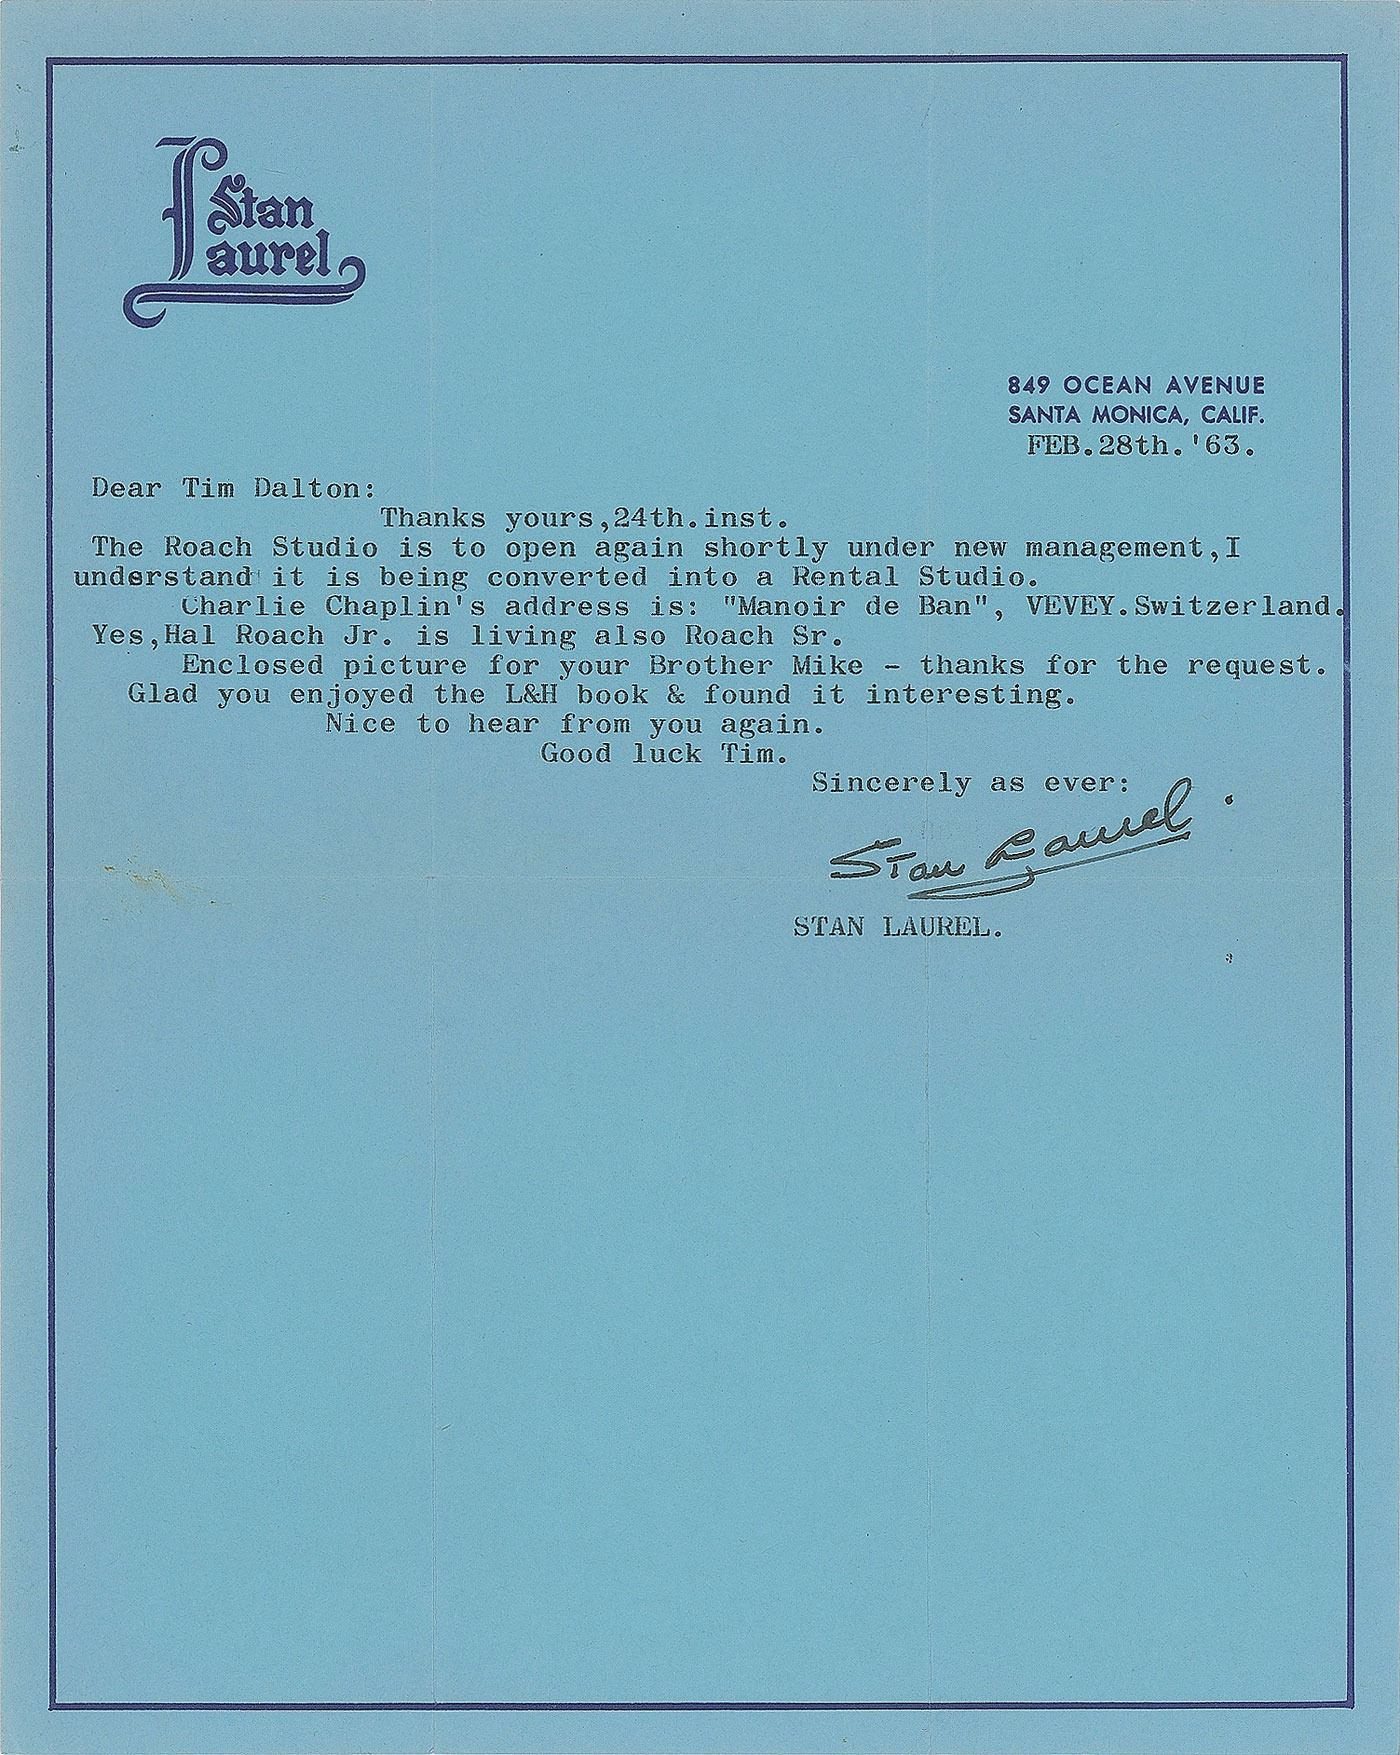 Stan
Laurel
849 OCEAN AVENUE
SANTA MONICA, CALIF.
FEB.28th.'63.
Dear Tim Dalton:
Thanks yours,24th.inst.
The Roach Studio is to open again shortly under new management,I
understand it is being converted into a Rental Studio.
Charlie Chaplin's address is: "Manoir de Ban", VEVEY.Switzerland.
Yes,Hal Roach Jr. is living also Roach Sr.
Enclosed picture for your Brother Mike - thanks for the request.
Glad you enjoyed the L&H book & found it interesting.
Nice to hear from you again.
Good luck Tim.
Sincerely as ever:
Stan Laurel.
STAN LAUREL.